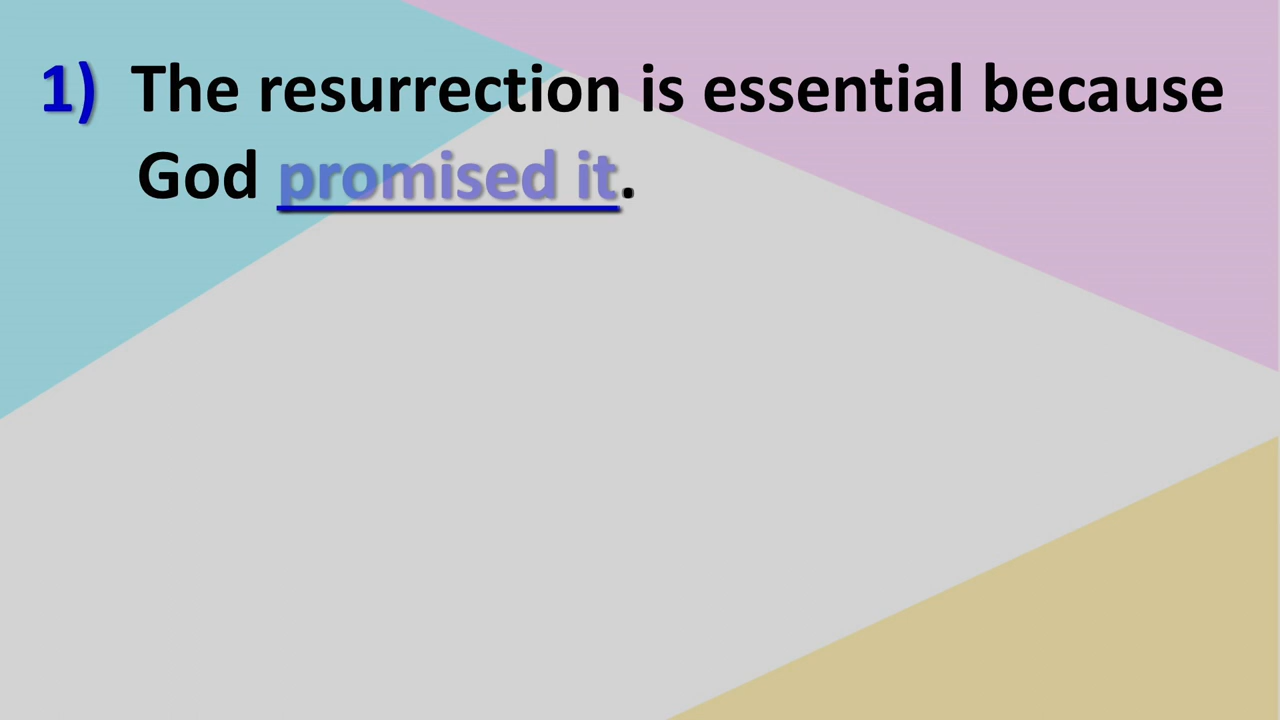 1) The resurrection is essential because
God promised it.